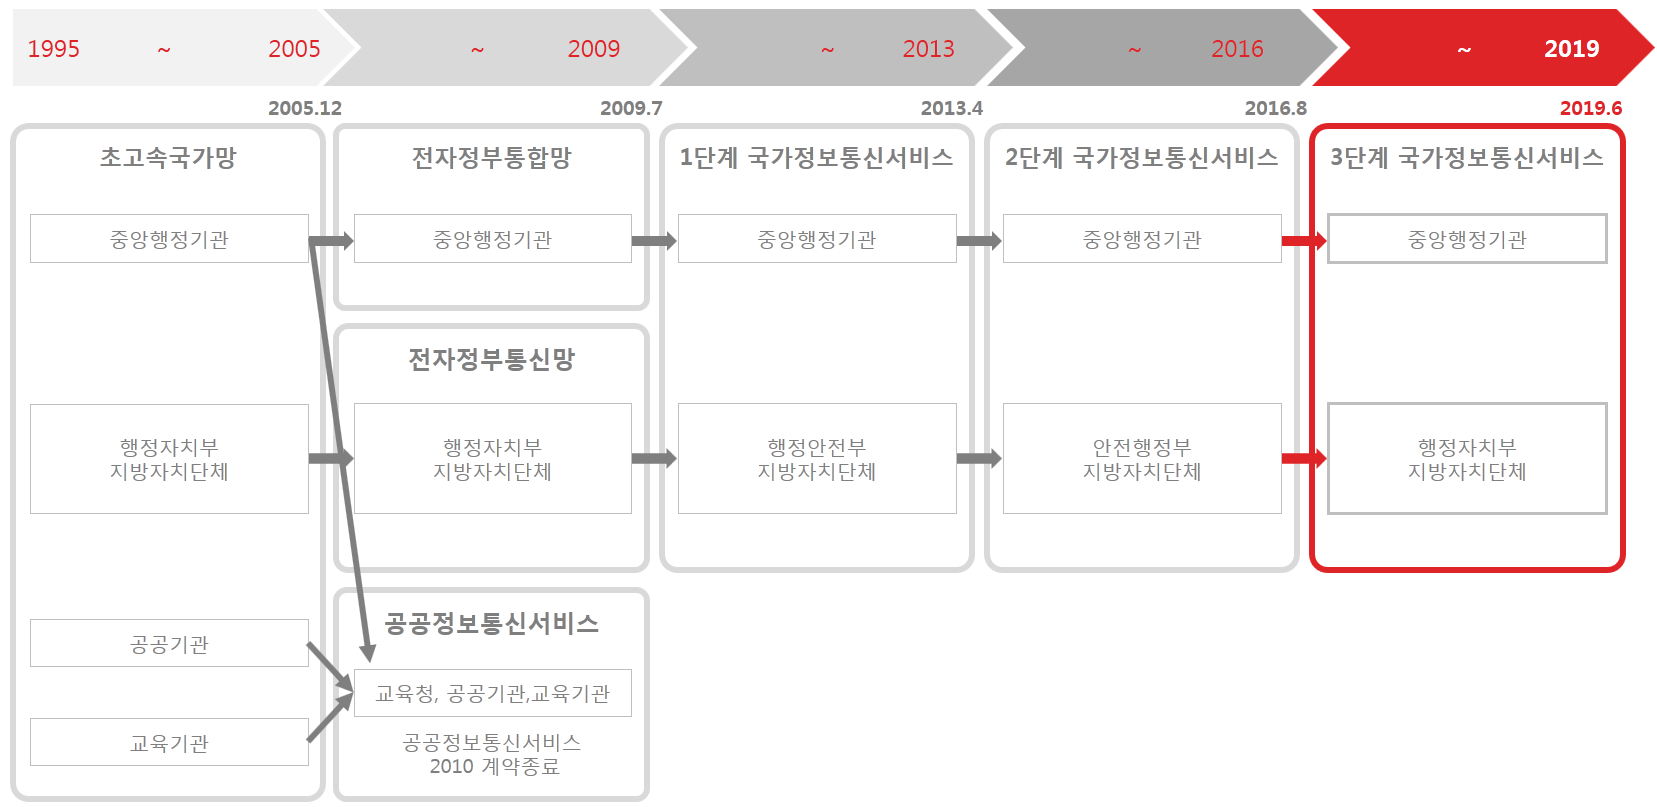 1995 ~ 2005
~ 2009
~ 2013
~ 2016
~ 2019
2005.12
2009.7
2013.4
2016.8
2019.6
초고속국가망
중앙행정기관
행정자치부
지방자치단체
공공기관
교육기관
전자정부통합망
중앙행정기관
전자정부통신망
행정자치부
지방자치단체
공공정보통신서비스
교육청, 공공기관,교육기관
공공정보통신서비스
2010 계약종료
1단계 국가정보통신서비스
중앙행정기관
행정안전부
지방자치단체
2단계 국가정보통신서비스
중앙행정기관
안전행정부
지방자치단체
3단계 국가정보통신서비스
중앙행정기관
행정자치부
지방자치단체